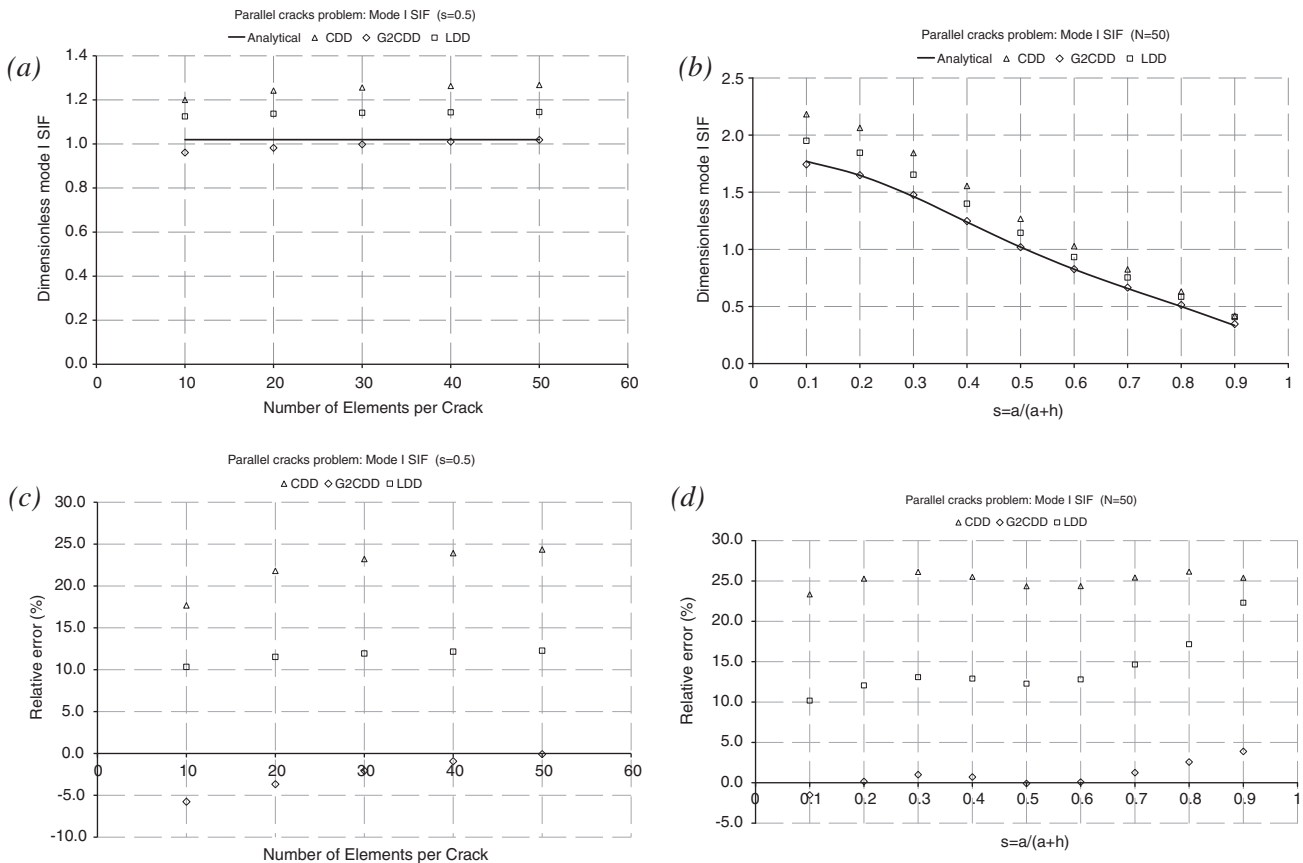 (a)
Parallel cracks problem: Mode I SIF (s=0.5)
Analytical CDD G2CDD LDD
Dimensionless mode I SIF
1.4
1.2
1.0
0.8
0.6
0.4
0.2
0.0
0 10 20 30 40 50 60
Number of Elements per Crack
(b)
Parallel cracks problem: Mode I SIF (N=50)
Analytical CDD G2CDD LDD
Dimensionless mode I SIF
2.5
2.0
1.5
1.0
0.5
0.0
0 0.1 0.2 0.3 0.4 0.5 0.6 0.7 0.8 0.9 1
s=a/(a+h)
(c)
Parallel cracks problem: Mode I SIF (s=0.5)
CDD G2CDD LDD
Relative error (%)
30.0
25.0
20.0
15.0
10.0
5.0
0.0
-5.0
-10.0
0 10 20 30 40 50 60
Number of Elements per Crack
(d)
Parallel cracks problem: Mode I SIF (N=50)
CDD G2CDD LDD
Relative error (%)
30.0
25.0
20.0
15.0
10.0
5.0
0.0
-5.0
0 0.1 0.2 0.3 0.4 0.5 0.6 0.7 0.8 0.9 1
s=a/(a+h)